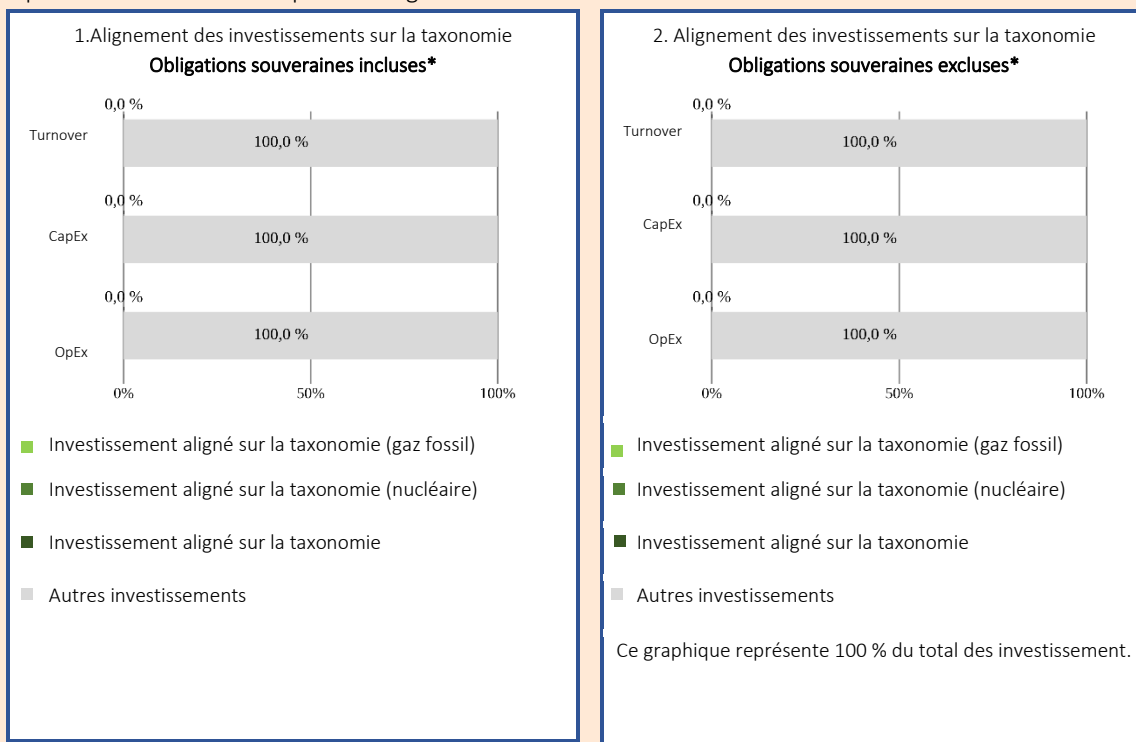 1.Alignement des investissements sur la taxonomie
Obligations souveraines incluses*
0,0 %
Turnover
100,0 %
0,0 %
CapEx
100,0 %
0,0 %
100,0 %
OpEx
0%
50%
100%
Investissement aligné sur la taxonomie (gaz fossil)
Investissement aligné sur la taxonomie (nucléaire)
Investissement aligné sur la taxonomie
Autres investissements
2. Alignement des investissements sur la taxonomie
Obligations souveraines exclues*
0,0 %
Turnover
100,0 %
0,0 %
CapEx
100,0 %
0,0 %
100,0 %
OpEx
0%
50%
100%
Investissement aligné sur la taxonomie (gaz fossil)
Investissement aligné sur la taxonomie (nucléaire)
Investissement aligné sur la taxonomie
Autres investissements
Ce graphique représente 100 % du total des investissement.